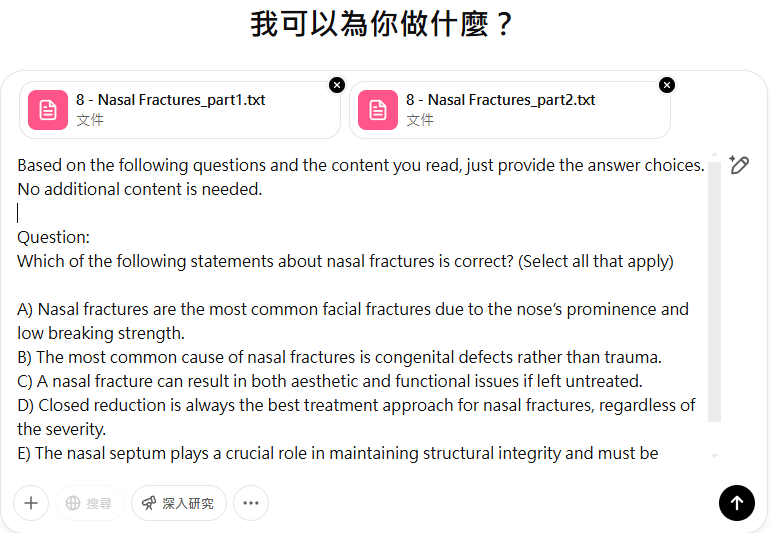 我可以為你做什麼？
8 - Nasal Fractures_part1.txt
文件
8 - Nasal Fractures_part2.txt
文件
Based on the following questions and the content you read, just provide the answer choices.
No additional content is needed.
Question:
Which of the following statements about nasal fractures is correct? (Select all that apply)
A) Nasal fractures are the most common facial fractures due to the nose’s prominence and
low breaking strength.
B) The most common cause of nasal fractures is congenital defects rather than trauma.
C) A nasal fracture can result in both aesthetic and functional issues if left untreated.
D) Closed reduction is always the best treatment approach for nasal fractures, regardless of
the severity.
E) The nasal septum plays a crucial role in maintaining structural integrity and must be
搜尋
深入研究